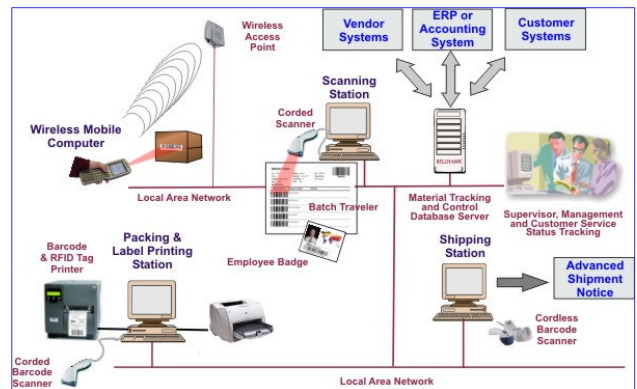 Wireless
Access
Point
Vendor
Systems
ERP or
Accounting
System
Customer
Systems
Scanning
Station
Corded
Scanner
Wireless Mobile
Computer
Local Area Network
Batch Traveler
Material Tracking
and Control
Database Server
Supervisor, Management
and Customer Service
Status Tracking
Employee Badge
Packing &
Label Printing
Station
Barcode
& RFID Tag
Printer
Shipping
Station
Advanced
Shipment
Notice
Cordless
Barcode
Scanner
Corded
Barcode
Scanner
Local Area Network